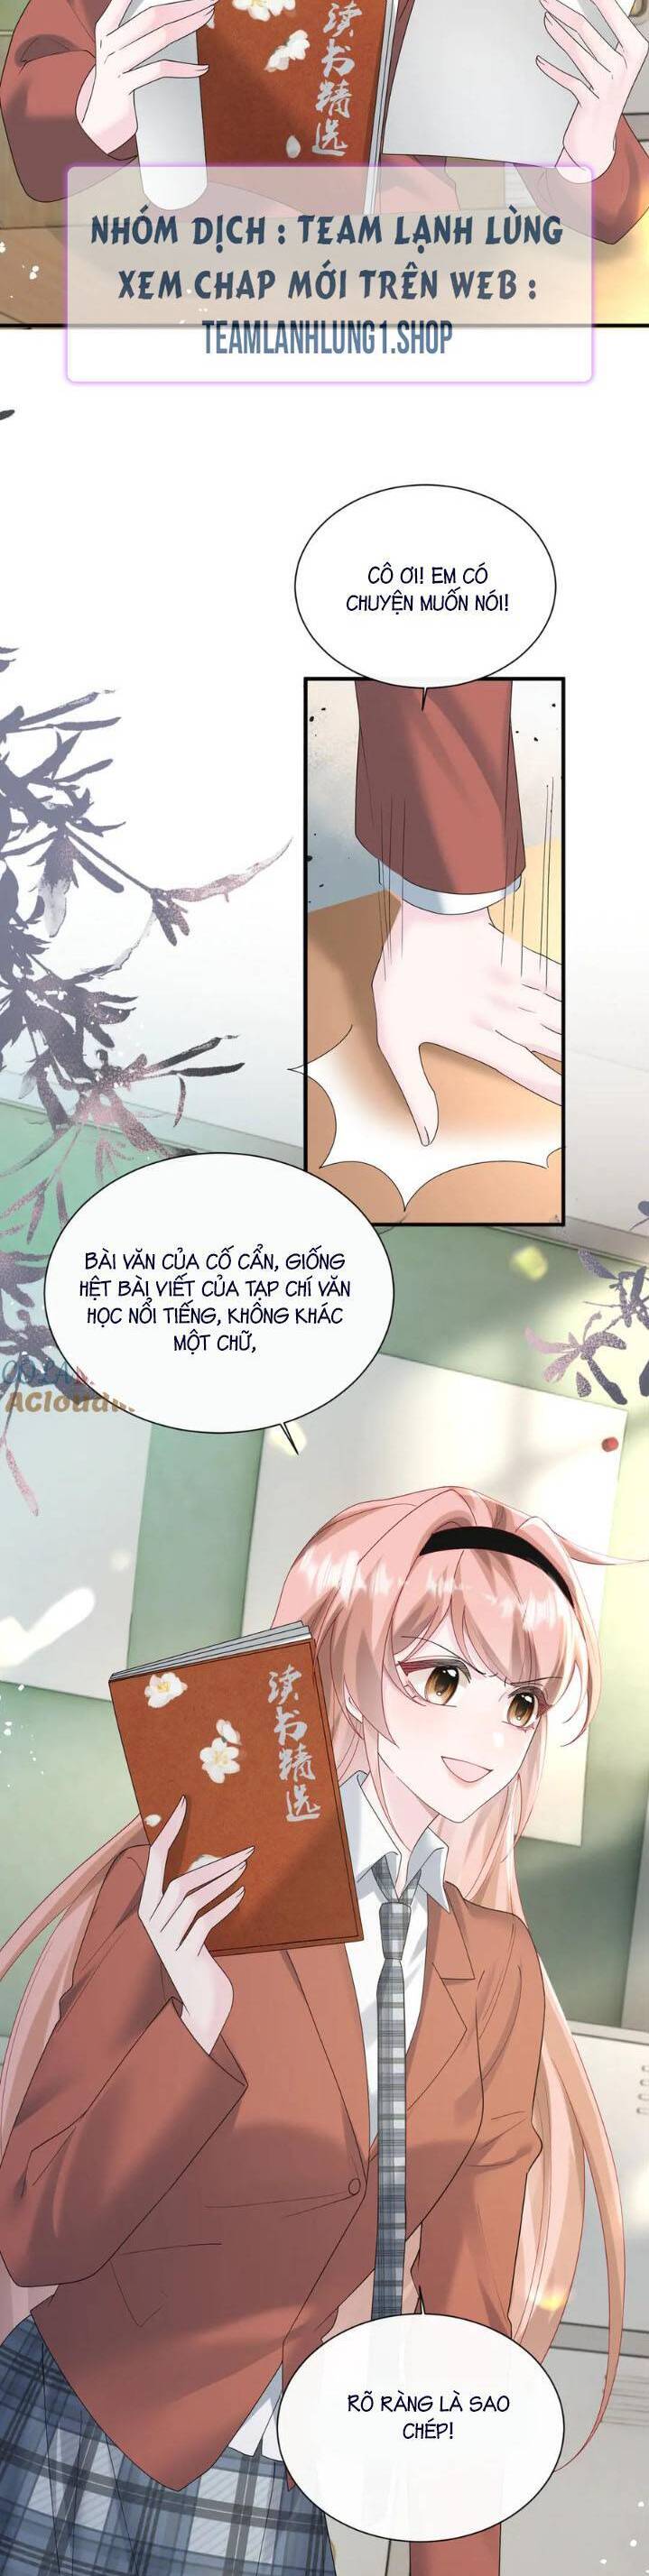 读书精选
NHÓM DỊCH : TEAM LẠNH LÙNG
XEM CHAP MỚI TRÊN WEB :
TEAMLANHLUNG1.SHOP
CÔ ƠI! EM CÓ
CHUYỆN MUỐN NÓI!
BÀI VĂN CỦA CỐ CẨN, GIỐNG
HỆT BÀI VIẾT CỦA TẠP CHÍ VĂN
HỌC NỔI TIẾNG, KHÔNG KHÁC
MỘT CHỮ,
读书精选
RÕ RÀNG LÀ SAO
CHÉP!